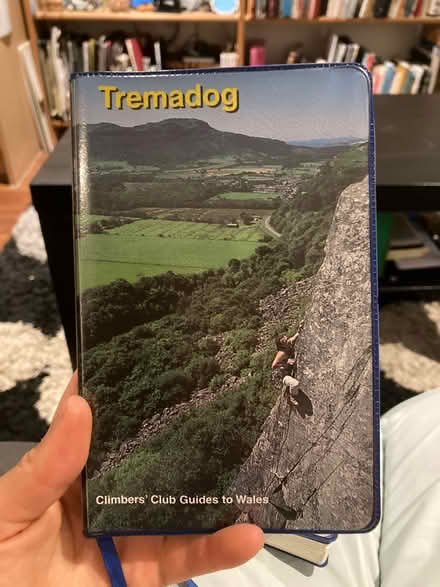 Tremadog
Climbers' Club Guides to Wales